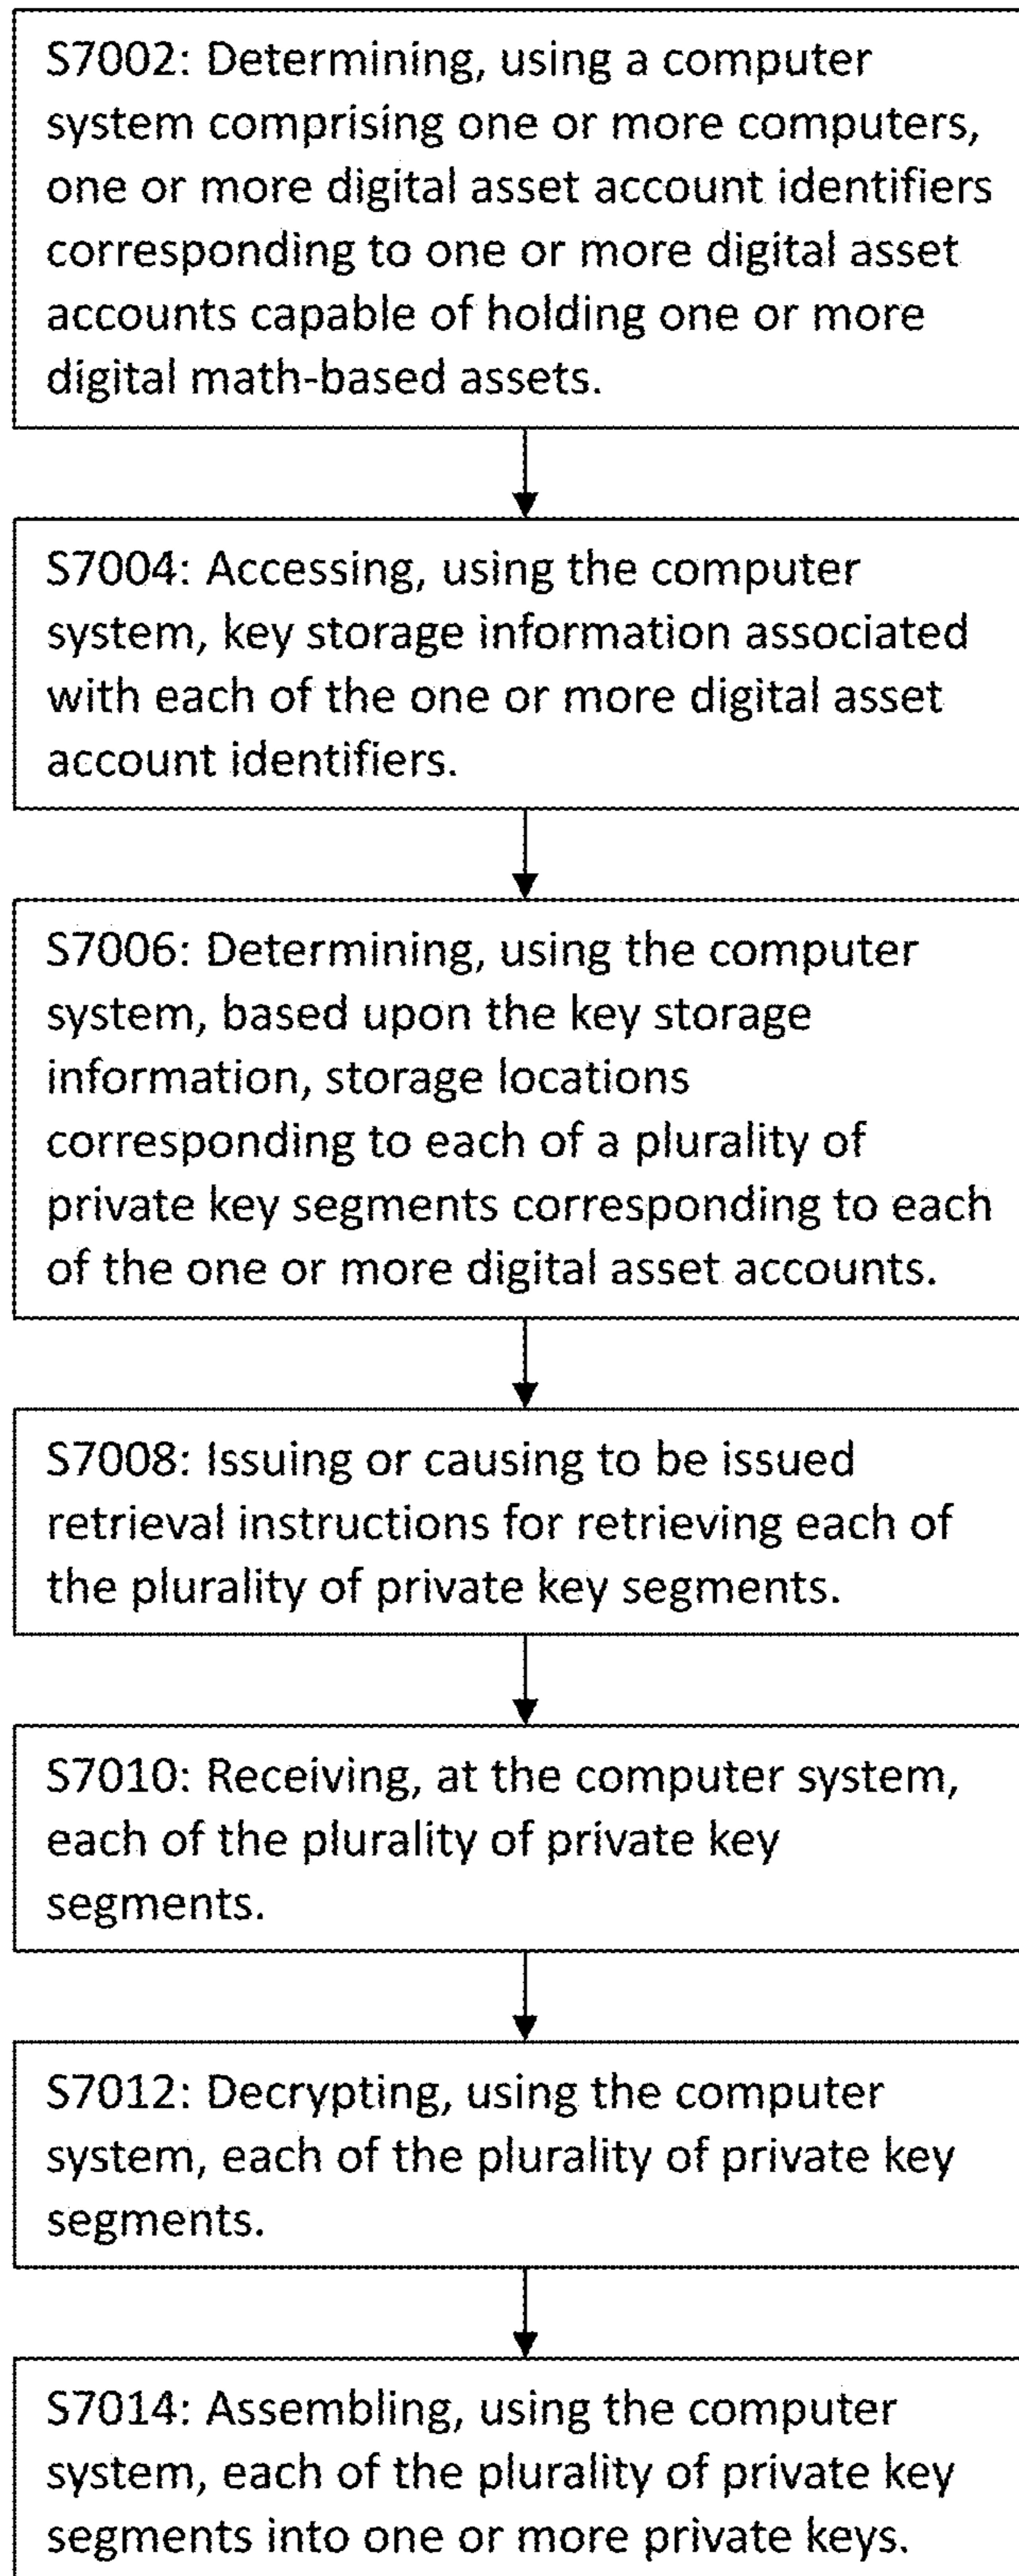 S7002: Determining, using a computer
system comprising one or more computers,
one or more digital asset account identifiers
corresponding to one or more digital asset
accounts capable of holding one or more
digital math-based assets.
S7004: Accessing, using the computer
system, key storage information associated
with each of the one or more digital asset
account identifiers.
S7006: Determining, using the computer
system, based upon the key storage
information, storage locations
corresponding to each of a plurality of
private key segments corresponding to each
of the one or more digital asset accounts.
S7008: Issuing or causing to be issued
retrieval instructions for retrieving each of
the plurality of private key segments.
S7010: Receiving, at the computer system,
each of the plurality of private key
segments.
S7012: Decrypting, using the computer
system, each of the plurality of private key
segments.
S7014: Assembling, using the computer
system, each of the plurality of private key
segments into one or more private keys.